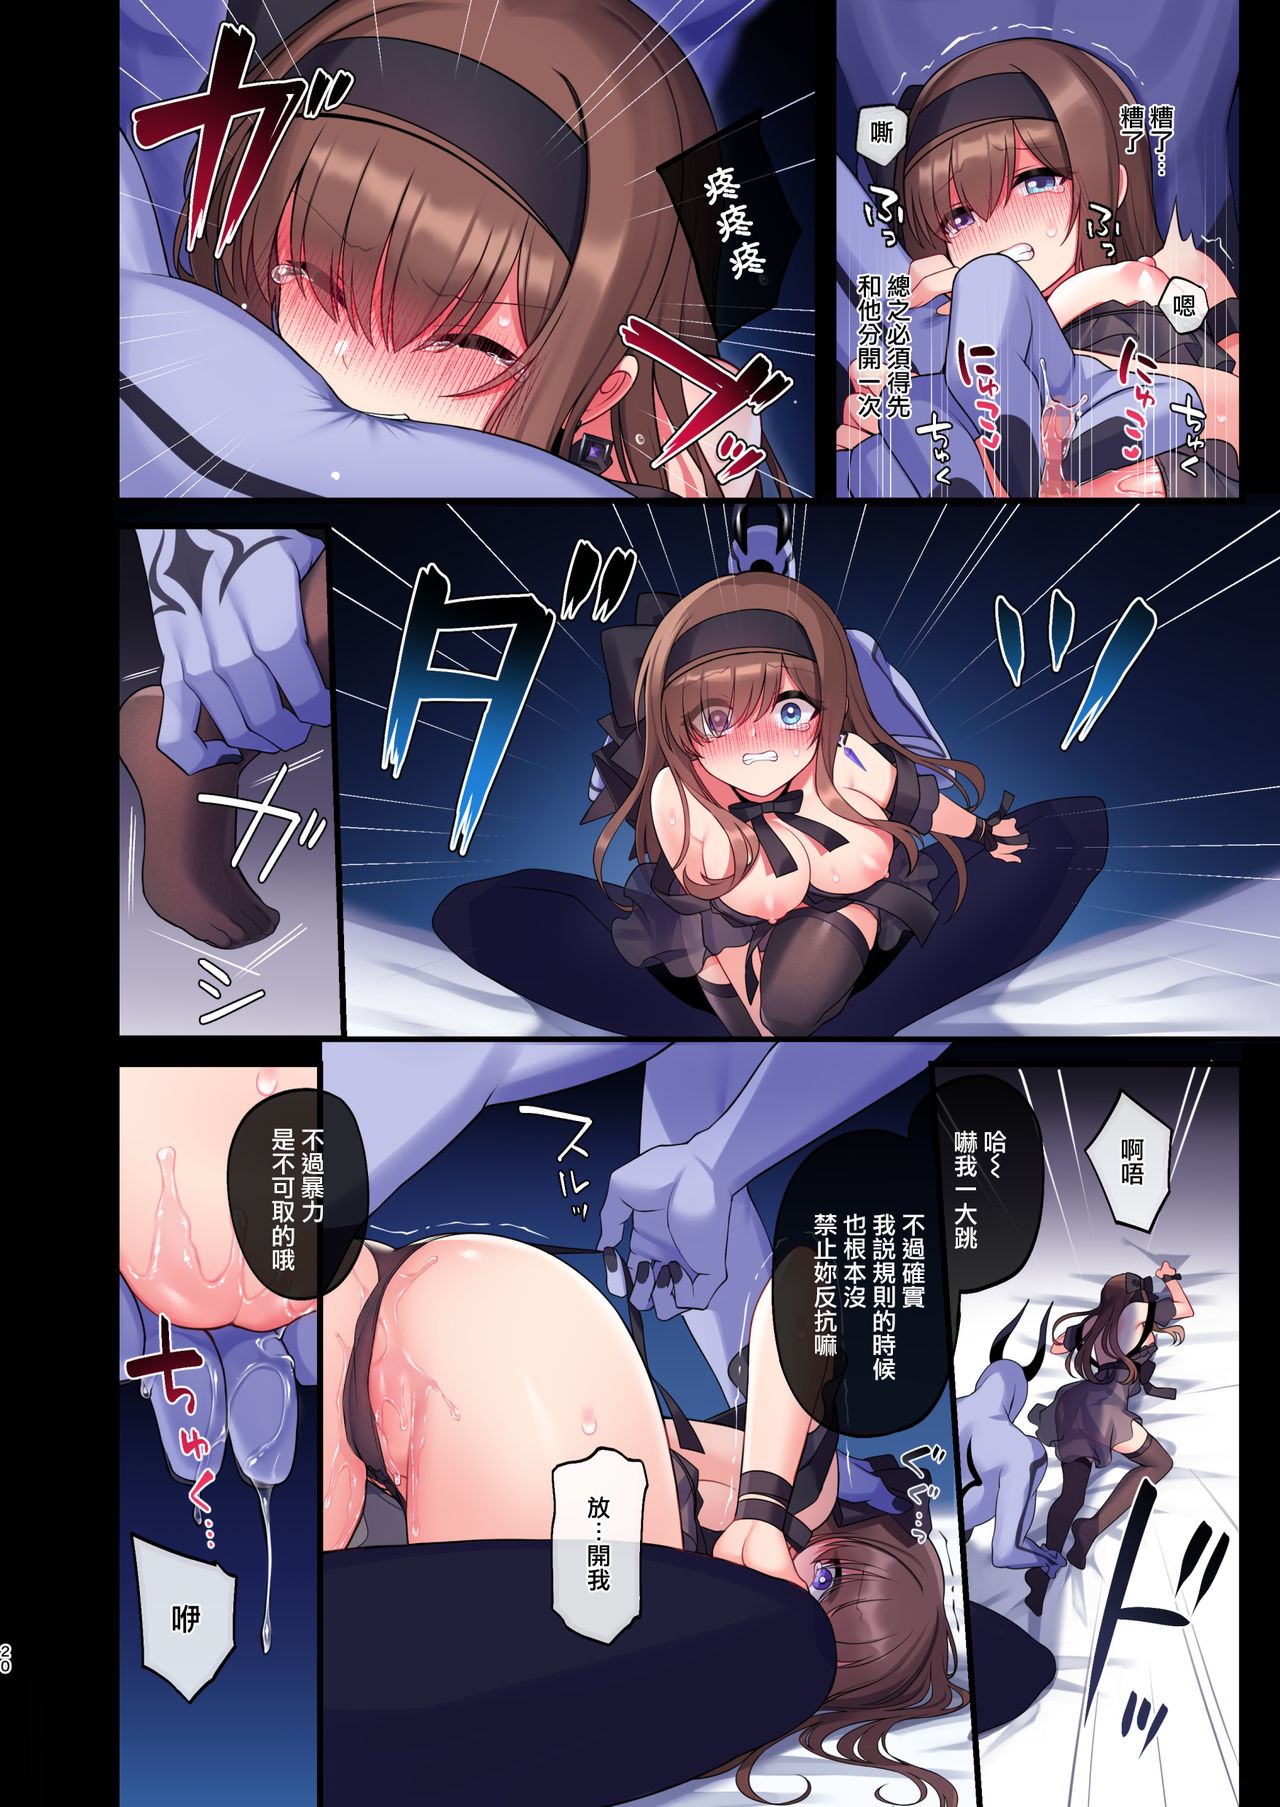 糟了…
糟了
嘶
ふっ
ふっ
嗯
總之必須得先
和他分開一次
にゅこっ
にゅこっ
ちゅく
ちゅく
疼疼疼
ガブッ
ダッ
ガシ
啊唔
哈～
嚇我一大跳
ドッ
不過確實
我説規則的時候
也根本沒
禁止妳反抗嘛
スルッ
ぐぐ…っ
放…開我
不過暴力
是不可取的哦
ちゅく…
咿
20